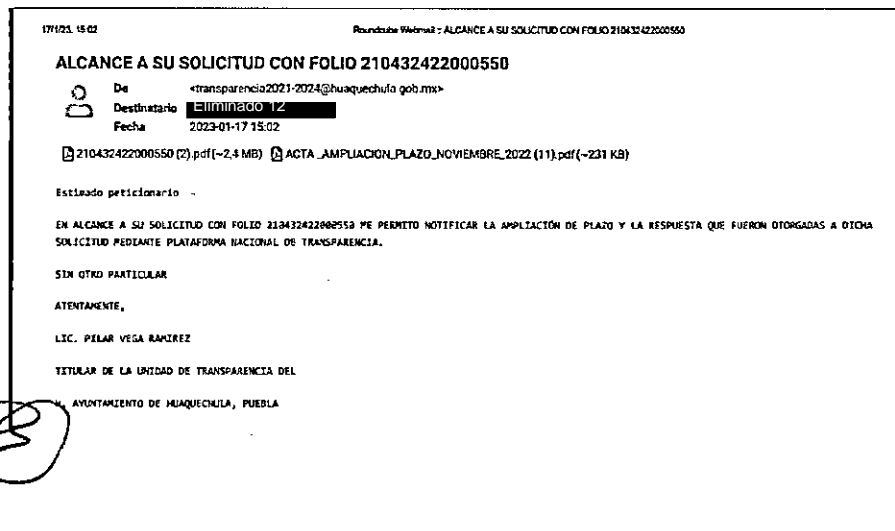 17/1/23, 15:02 Roundcube Webmail :: ALCANCE A SU SOLICITUD CON FOLIO 210432422000550
ALCANCE A SU SOLICITUD CON FOLIO 210432422000550
De <transparencia2021-2024@huaquechula.gob.mx>
Destinatario Eliminado 12
Fecha 2023-01-17 15:02
210432422000550 (2).pdf(~2,4 MB) ACTA_AMPLIACION_PLAZO_NOVIEMBRE_2022 (11).pdf(~231 KB)
Estimado peticionario
EN ALCANCE A SU SOLICITUD CON FOLIO 210432422000550 ME PERMITO NOTIFICAR LA AMPLIACIÓN DE PLAZO Y LA RESPUESTA QUE FUERON OTORGADAS A DICHA
SOLICITUD MEDIANTE PLATAFORMA NACIONAL DE TRANSPARENCIA.
SIN OTRO PARTICULAR
ATENTAMENTE,
LIC. PILAR VEGA RAMIREZ
TITULAR DE LA UNIDAD DE TRANSPARENCIA DEL
AYUNTAMIENTO DE HUAQUECHULA, PUEBLA